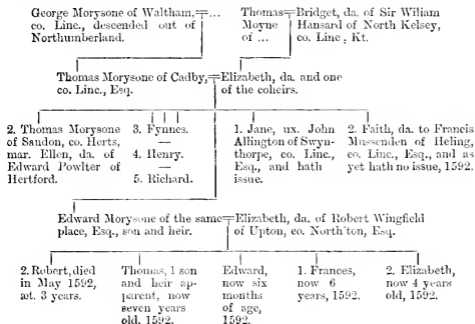 George Morysone of Waltham,=...
co. Linc., descended out of
Northumberland.
Thomas=Bridget, da. of Sir Wiliam
Moyne Hansard of North Kelsey,
of ... co. Linc, Kt.
Thomas Morysone of Cadby,=Elizabeth, da. and one
co. Linc., Esq. of the coheirs.
2. Thomas Morysone
of Sandon, co. Herts,
mar. Ellen, da. of
Edward Powlter of
Hertford.
3. Fynnes.
—
4. Henry.
—
5. Richard.
1. Jane, ux. John
Allington of Swyn-
thorpe, co. Linc.,
Esq., and hath
issue.
2. Faith, da. to Francis
Mussenden of Heling,
co. Linc., Esq., and as
yet hath no issue, 1592.
Edward Morysone of the same=Elizabeth, da. of Robert Wingfield
place, Esq., son and heir. of Upton, co. North'ton, Esq.
2. Robert, died
in May 1592,
æt. 3 years.
Thomas, 1 son
and heir ap-
parent, now
seven years
old, 1592.
Edward,
now six
months
of age,
1592.
1. Frances,
now 6
years, 1592.
2. Elizabeth,
now 4 years
old, 1592.